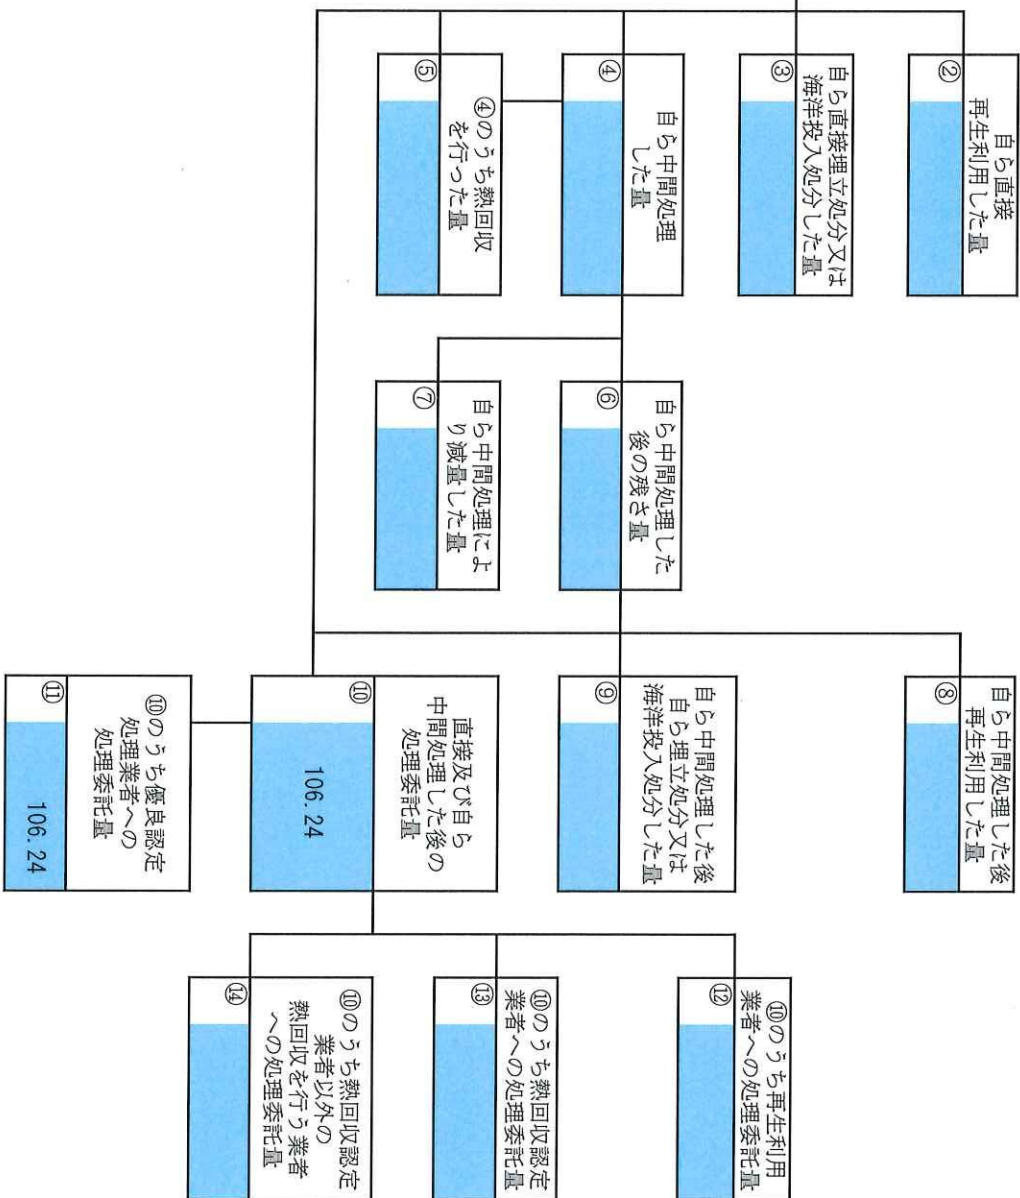 ②
自ら直接
再生利用した量
③
自ら直接埋立処分又は
海洋投入処分した量
④
自ら中間処理
した量
⑤
④のうち熱回収
を行った量
⑥
自ら中間処理した
後の残さ量
⑦
自ら中間処理によ
り減量した量
⑧
自ら中間処理した後
再生利用した量
⑨
自ら中間処理した後
自ら埋立処分又は
海洋投入処分した量
⑩
直接及び自ら
中間処理した後の
処理委託量
106.24
⑪
⑩のうち優良認定
処理業者への
処理委託量
106.24
⑫
⑩のうち再生利用
業者への処理委託量
⑬
⑩のうち熱回収認定
業者への処理委託量
⑭
⑩のうち熱回収認定
業者以外の
熱回収を行う業者
への処理委託量